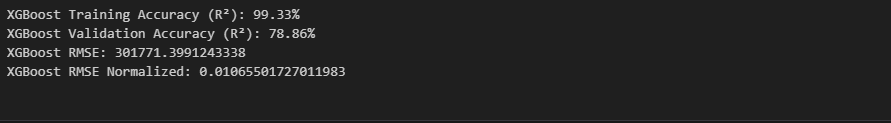 XGBoost Training Accuracy (R²): 99.33%
XGBoost Validation Accuracy (R²): 78.86%
XGBoost RMSE: 301771.3991243338
XGBoost RMSE Normalized: 0.01065501727011983